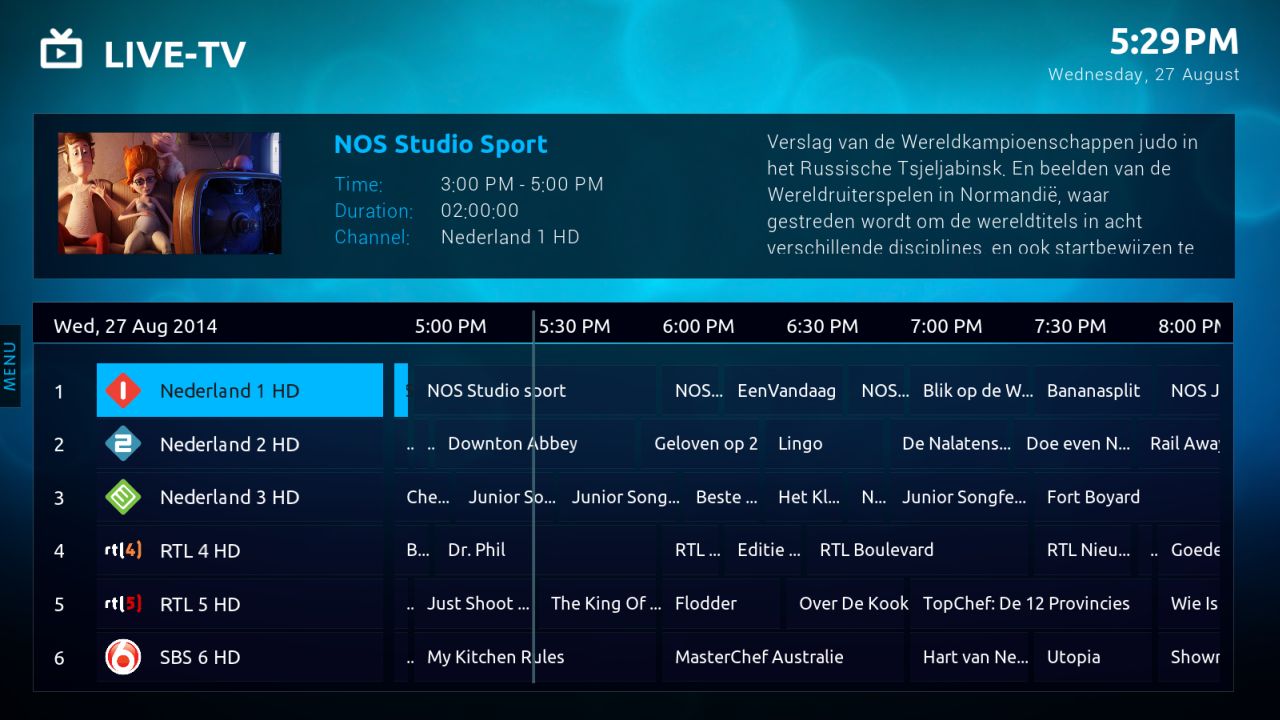 LIVE-TV
5:29PM
Wednesday, 27 August
NOS Studio Sport
Time: 3:00 PM - 5:00 PM
Duration: 02:00:00
Channel: Nederland 1 HD
Verslag van de Wereldkampioenschappen judo in
het Russische Tsjeljabinsk. En beelden van de
Wereldruiterspelen in Normandië, waar
gestreden wordt om de wereldtitels in acht
verschillende disciplines, en ook startbewijzen te
MENU
Wed, 27 Aug 2014 5:00 PM 5:30 PM 6:00 PM 6:30 PM 7:00 PM 7:30 PM 8:00 PM
1 Nederland 1 HD NOS Studio sport NOS... EenVandaag NOS... Blik op de W... Bananasplit NOS J
2 2 Nederland 2 HD .. .. Downton Abbey Geloven op 2 Lingo De Nalatens... Doe even N... Rail Away
3 Nederland 3 HD Che... Junior So... Junior Song... Beste ... Het Kl... N... Junior Songfe... Fort Boyard
4 rtl 4 RTL 4 HD B... Dr. Phil RTL ... Editie ... RTL Boulevard RTL Nieu... .. Goede
5 rtl 5 RTL 5 HD .. Just Shoot ... The King Of ... Flodder Over De Kook TopChef: De 12 Provincies Wie Is
6 6 SBS 6 HD .. My Kitchen Rules MasterChef Australie Hart van Ne... Utopia Shown